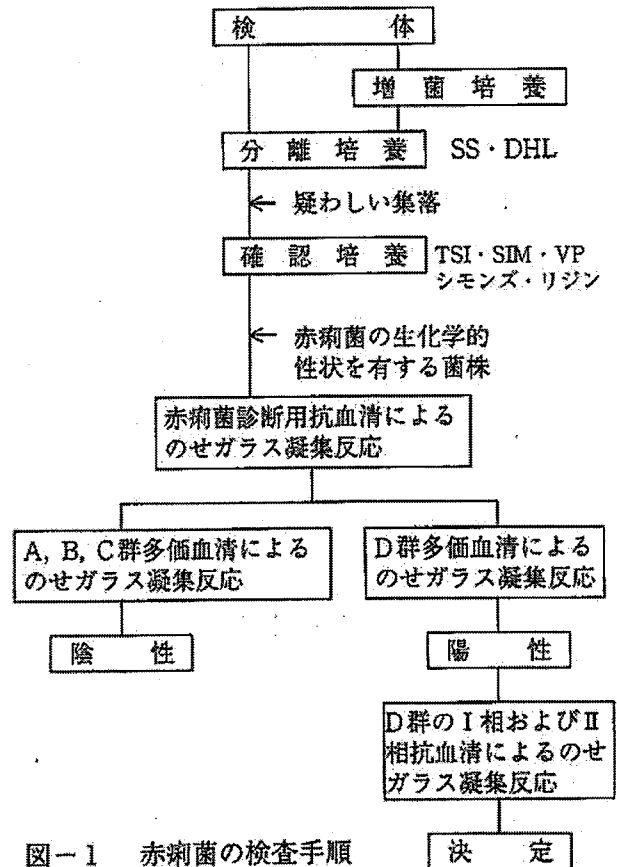 検体
増菌培養
分離培養 SS・DHL
疑わしい集落
確認培養 TSI・SIM・VP
シモンズ・リジン
赤痢菌の生化学的
性状を有する菌株
赤痢菌診断用抗血清による
のせガラス凝集反応
A, B, C群多価血清による
のせガラス凝集反応
D群多価血清による
のせガラス凝集反応
陰性
陽性
D群のⅠ相およびⅡ
相抗血清によるのせ
ガラス凝集反応
決定
図-1 赤痢菌の検査手順